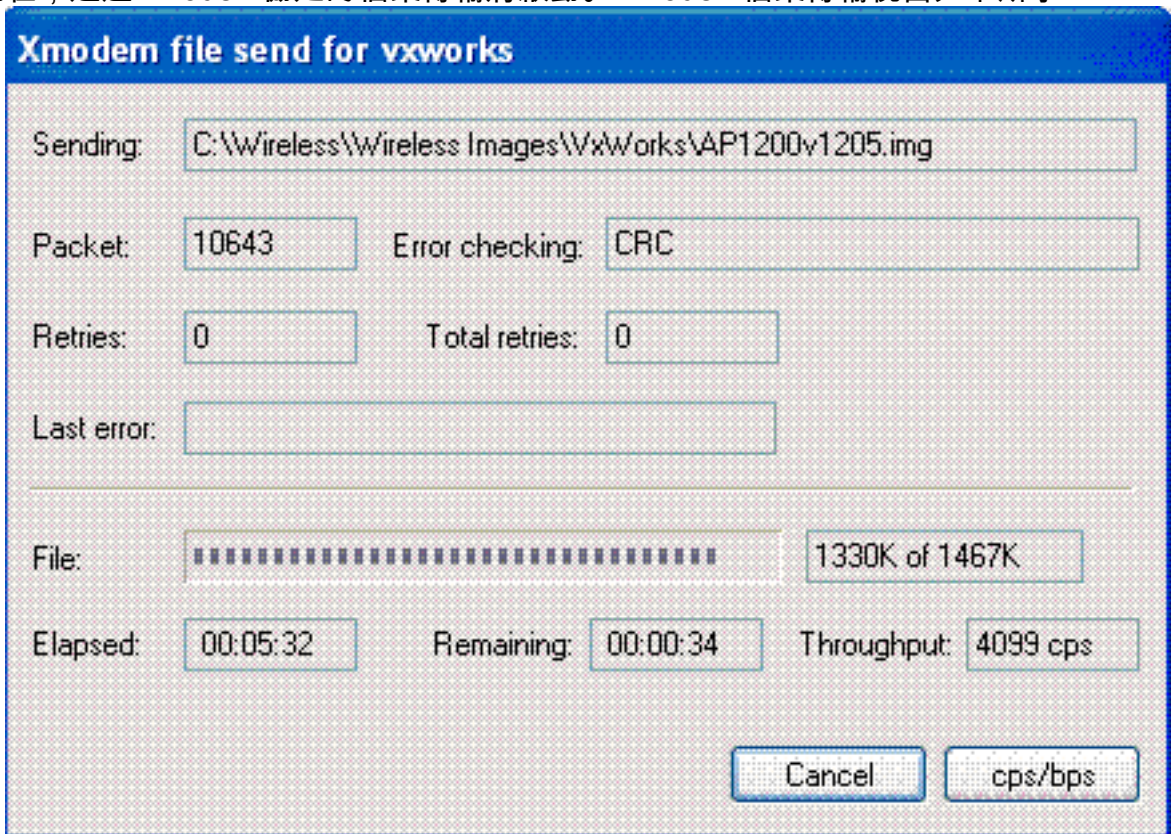 Xmodem file send for vxworks
Sending: C:\Wireless\Wireless Images\VxWorks\AP1200v1205.img
Packet: 10643 Error checking: CRC
Retries: 0 Total retries: 0
Last error:
File: 1330K of 1467K
Elapsed: 00:05:32 Remaining: 00:00:34 Throughput: 4099 cps
Cancel cps/bps